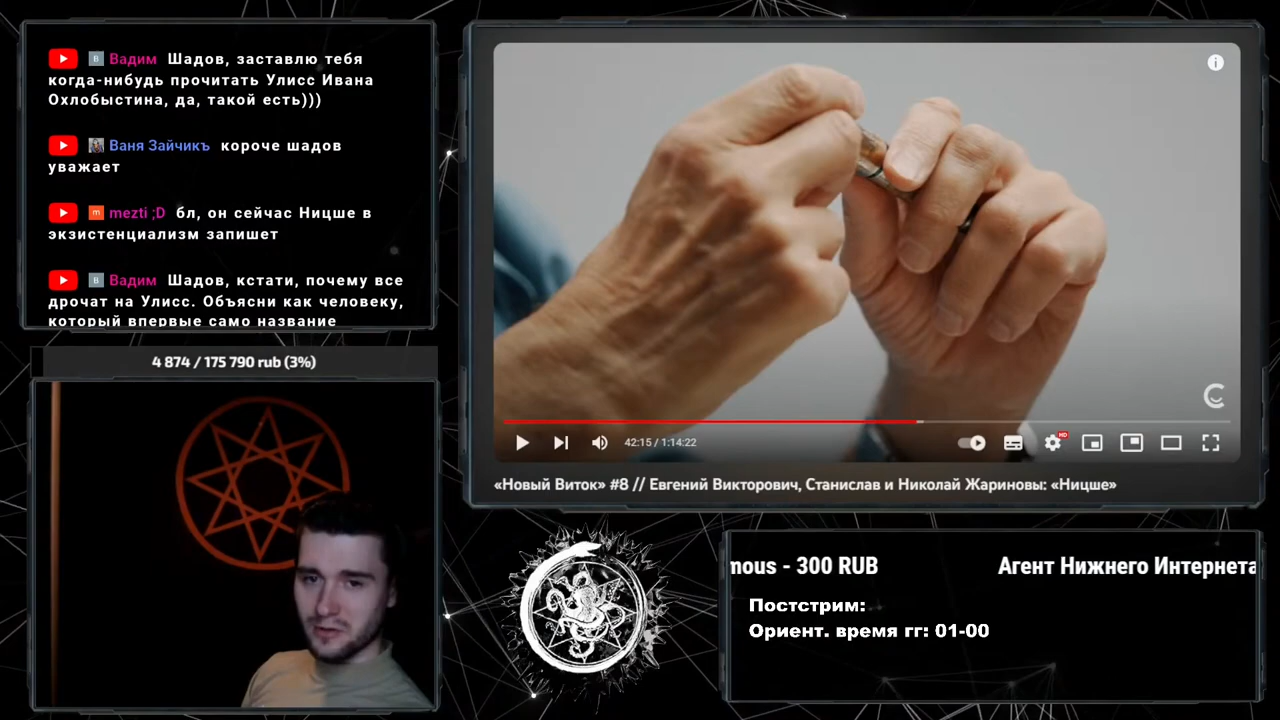 Вадим Шадов, заставлю тебя
когда-нибудь прочитать Улисс Ивана
Охлобыстина, да, такой есть)))
Ваня Зайчикъ короче шадов
уважает
mezti ;D бл, он сейчас Ницше в
экзистенциализм запишет
Вадим Шадов, кстати, почему все
дрочат на Улисс. Объясни как человеку,
который впервые само название
4 874 / 175 790 rub (3%)
42:15 / 1:14:22
HD
«Новый Виток» #8 // Евгений Викторович, Станислав и Николай Жариновы: «Ницше»
mous - 300 RUB
Агент Нижнего Интернета
Постстрим:
Ориент. время гг: 01-00